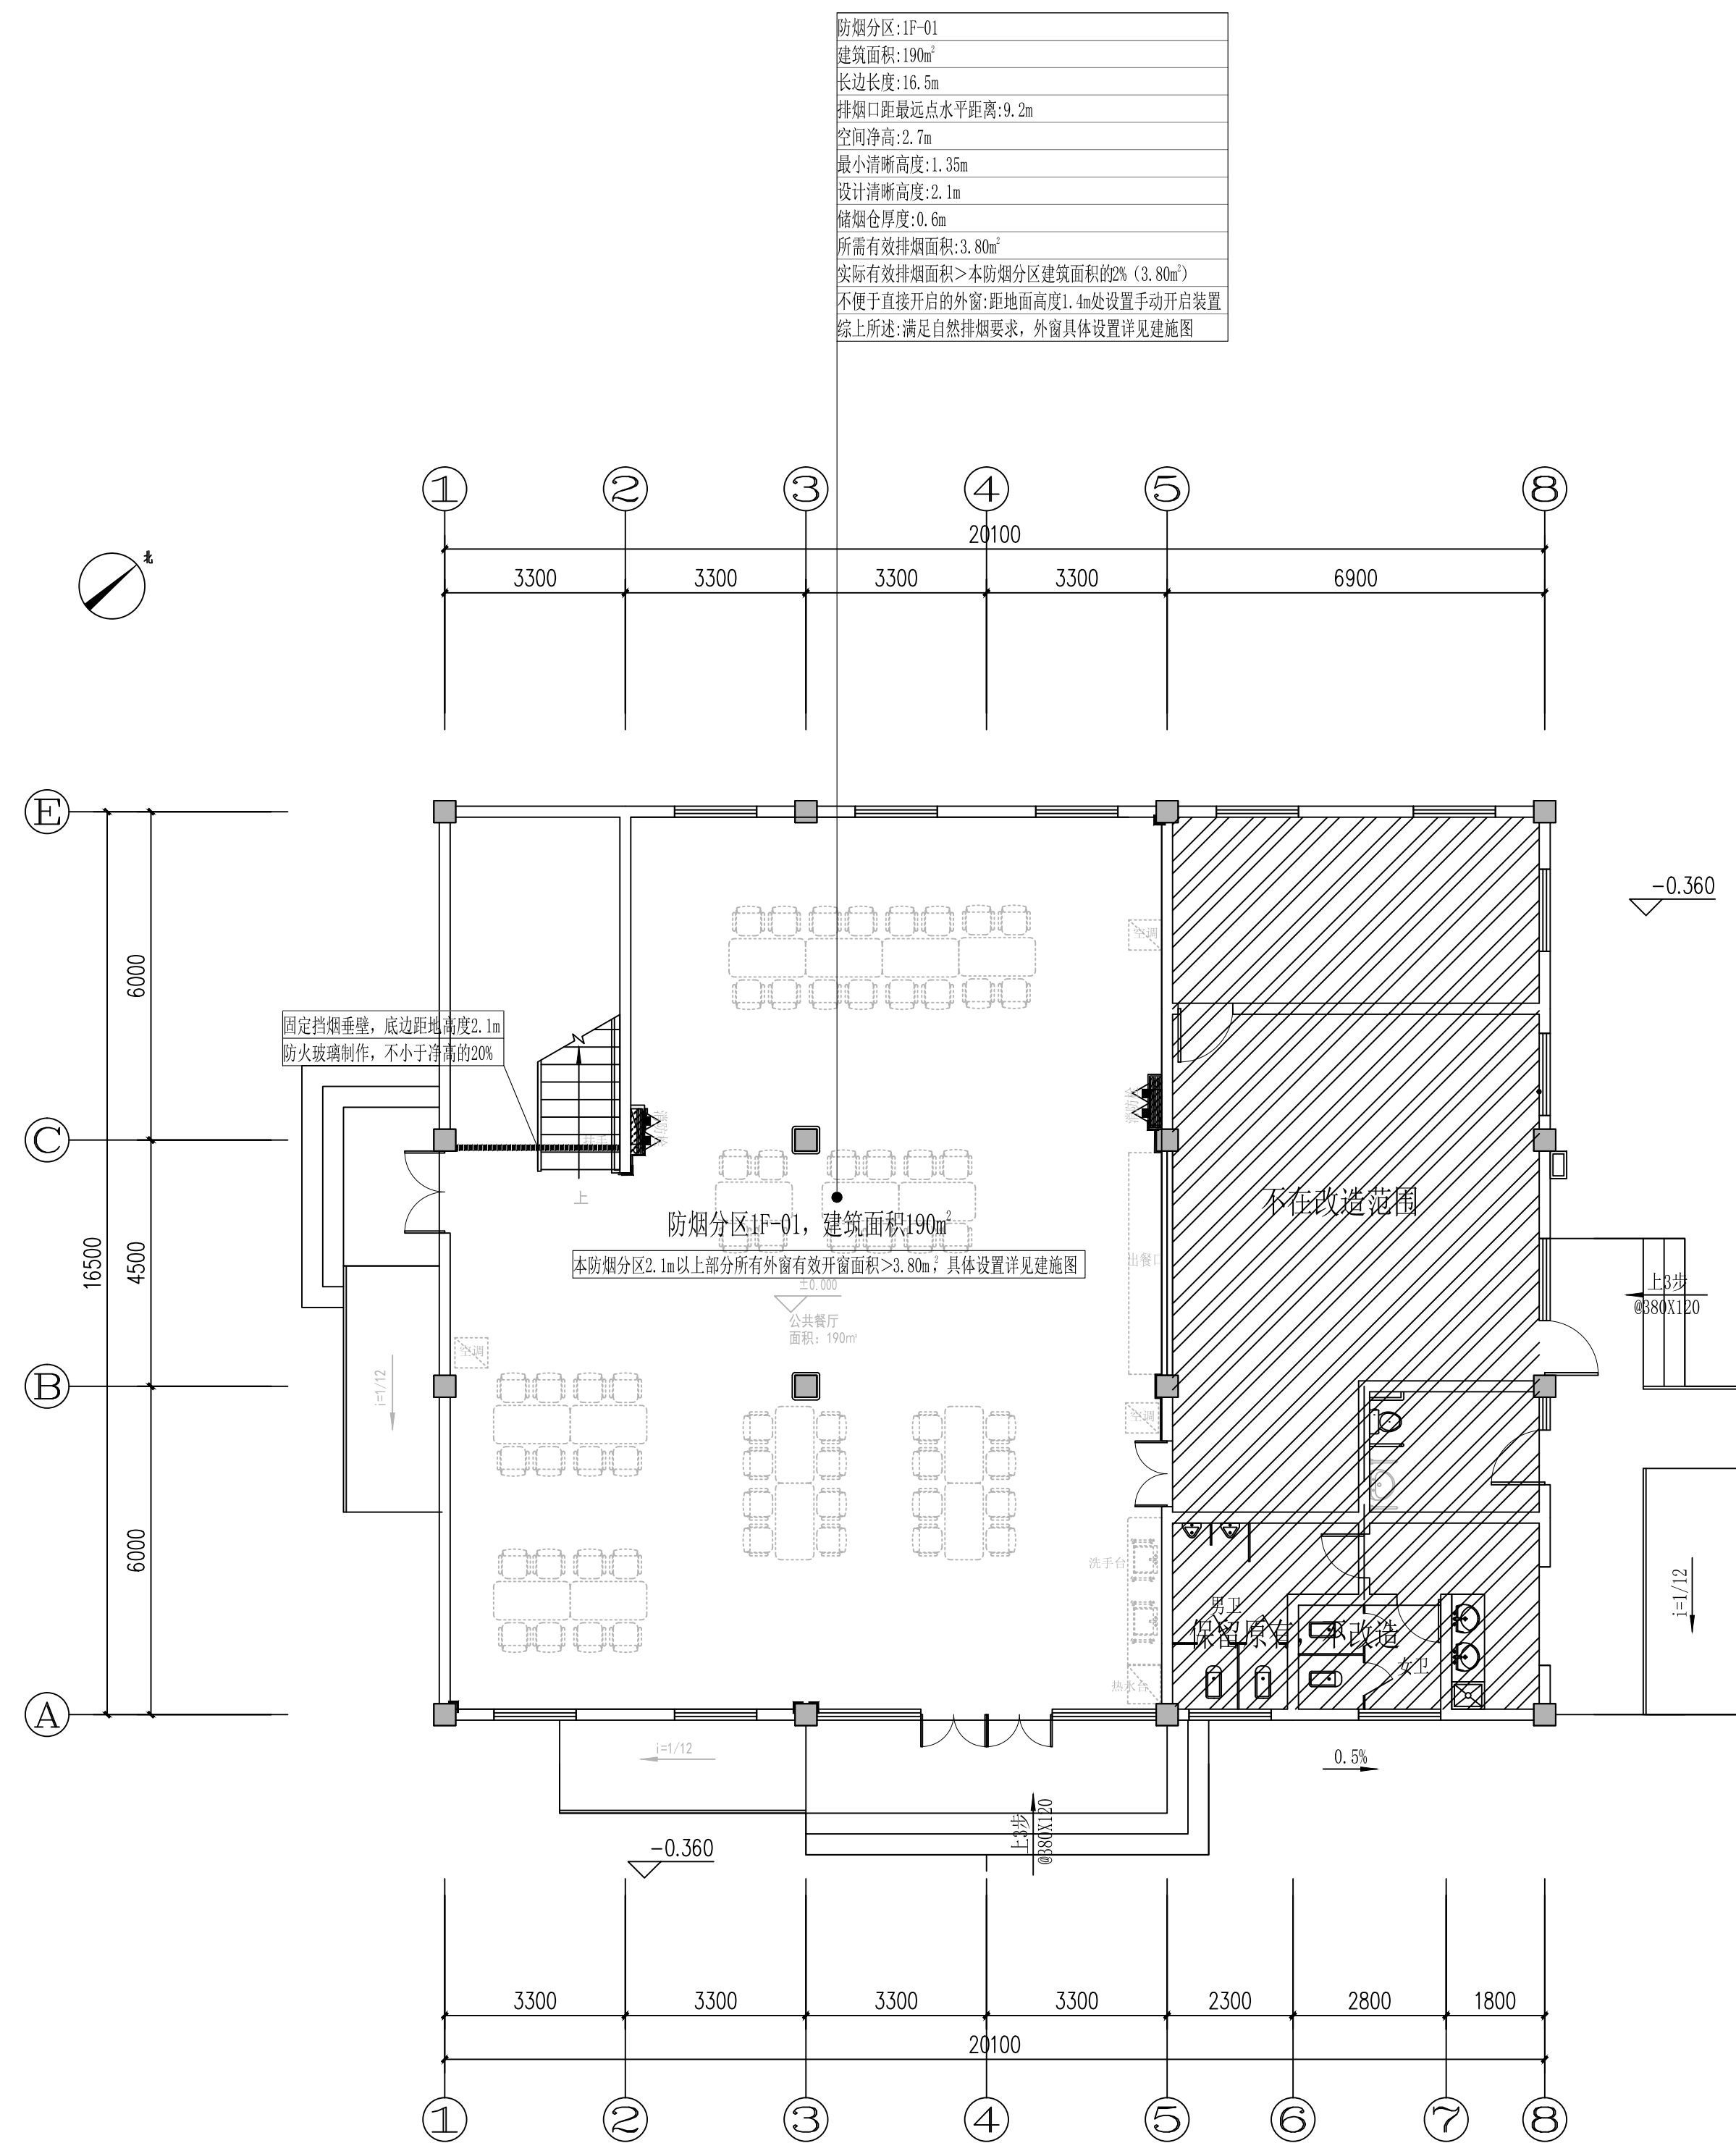 防烟分区:1F-01
建筑面积:190m²
长边长度:16.5m
排烟口距最远点水平距离:9.2m
空间净高:2.7m
最小清晰高度:1.35m
设计清晰高度:2.1m
储烟仓厚度:0.6m
所需有效排烟面积:3.80m²
实际有效排烟面积＞本防烟分区建筑面积的2%（3.80m²）
不便于直接开启的外窗:距地面高度1.4m处设置手动开启装置
综上所述:满足自然排烟要求，外窗具体设置详见建施图
① ② ③ ④ ⑤ ⑧
20100
3300 3300 3300 3300 6900
北
E
-0.360
空调
6000
固定挡烟垂壁，底边距地高度2.1m
防火玻璃制作，不小于净高的20%
C
上
不在改造范围
防烟分区1F-01，建筑面积190m²
本防烟分区2.1m以上部分所有外窗有效开窗面积＞3.80m²，具体设置详见建施图
出餐口
16500
4500
±0.000
公共餐厅
面积：190㎡
上3步
@380X120
空调
i=1/12
B
空调
6000
洗手台
i=1/12
男卫
保留原有，不改造
女卫
热水台
A
i=1/12
0.5%
上3步
@380X120
-0.360
3300 3300 3300 3300 2300 2800 1800
20100
① ② ③ ④ ⑤ ⑥ ⑦ ⑧